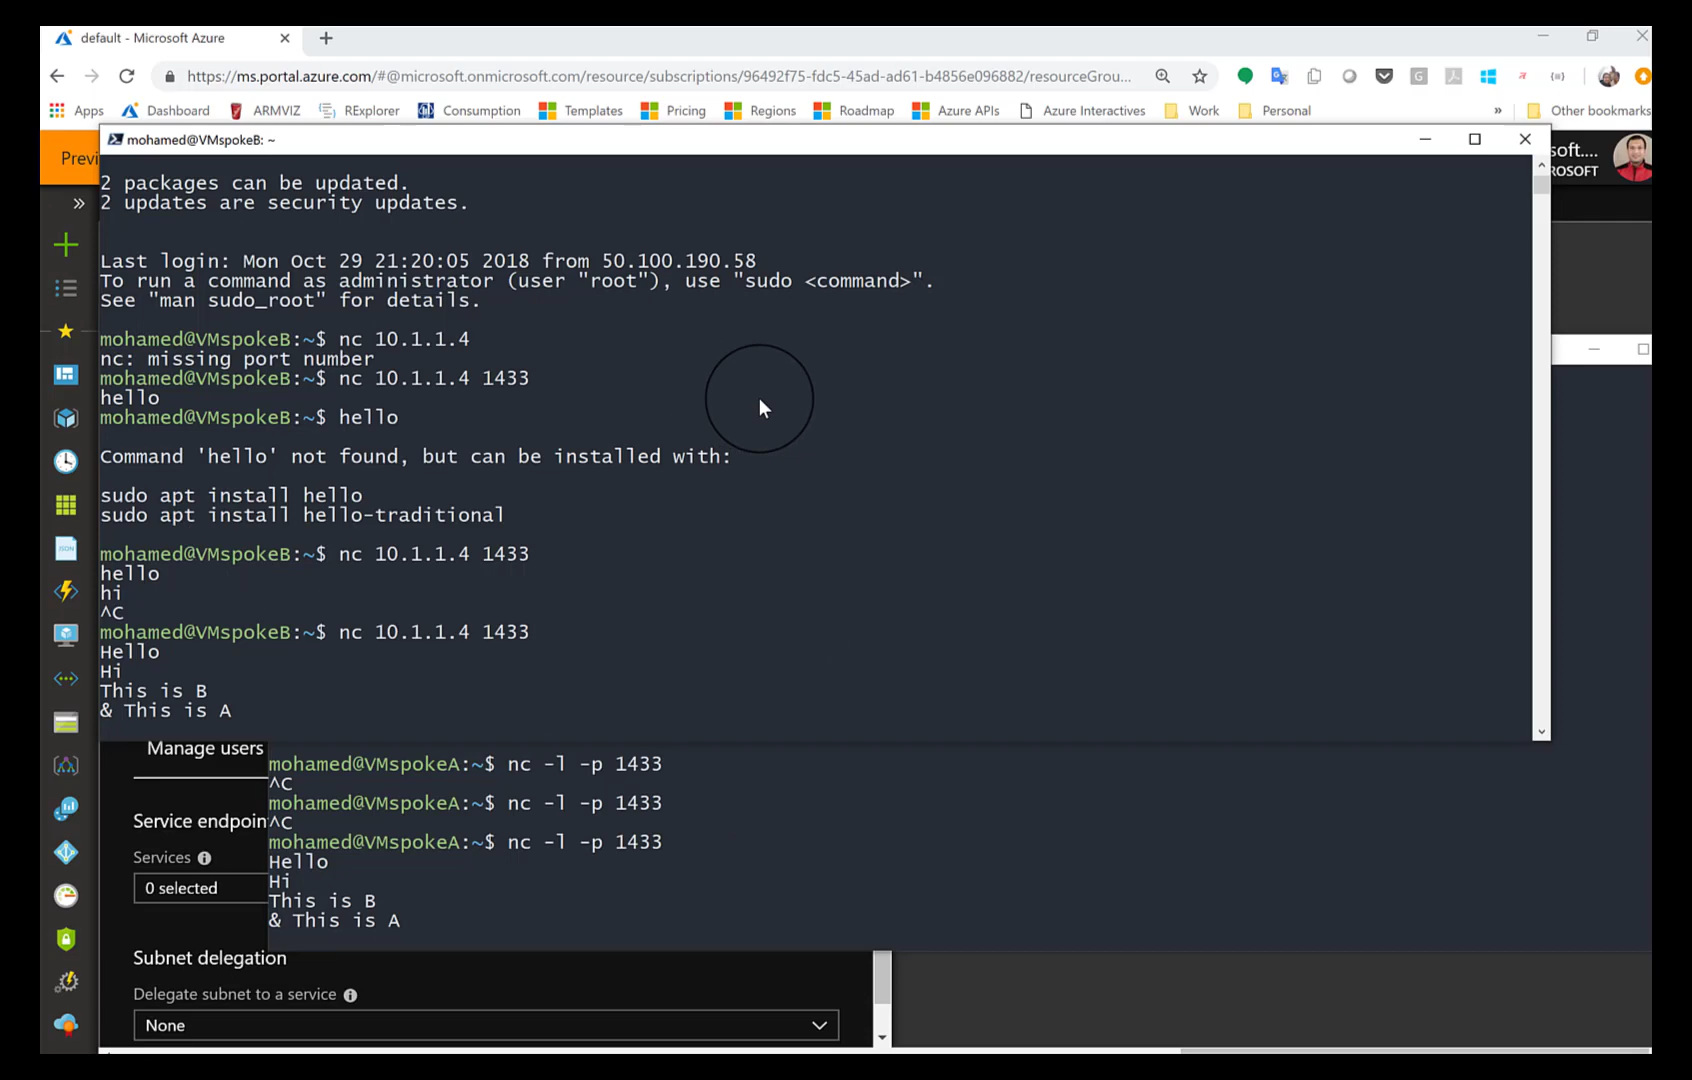 default - Microsoft Azure
https://ms.portal.azure.com/#@microsoft.onmicrosoft.com/resource/subscriptions/96492f75-fdc5-45ad-ad61-b4856e096882/resourceGrou...
Apps Dashboard ARMVIZ RExplorer Consumption Templates Pricing Regions Roadmap Azure APIs Azure Interactives Work Personal » Other bookmarks
mohamed@VMspokeB: ~
Previ
soft....
ROSOFT
2 packages can be updated.
2 updates are security updates.
Last login: Mon Oct 29 21:20:05 2018 from 50.100.190.58
To run a command as administrator (user "root"), use "sudo <command>".
See "man sudo_root" for details.
mohamed@VMspokeB:~$ nc 10.1.1.4
nc: missing port number
mohamed@VMspokeB:~$ nc 10.1.1.4 1433
hello
mohamed@VMspokeB:~$ hello
Command 'hello' not found, but can be installed with:
sudo apt install hello
sudo apt install hello-traditional
mohamed@VMspokeB:~$ nc 10.1.1.4 1433
hello
hi
^C
mohamed@VMspokeB:~$ nc 10.1.1.4 1433
Hello
Hi
This is B
& This is A
Manage users
mohamed@VMspokeA:~$ nc -l -p 1433
^C
mohamed@VMspokeA:~$ nc -l -p 1433
Service endpoin
^C
mohamed@VMspokeA:~$ nc -l -p 1433
Services
Hello
Hi
0 selected
This is B
& This is A
Subnet delegation
Delegate subnet to a service
None